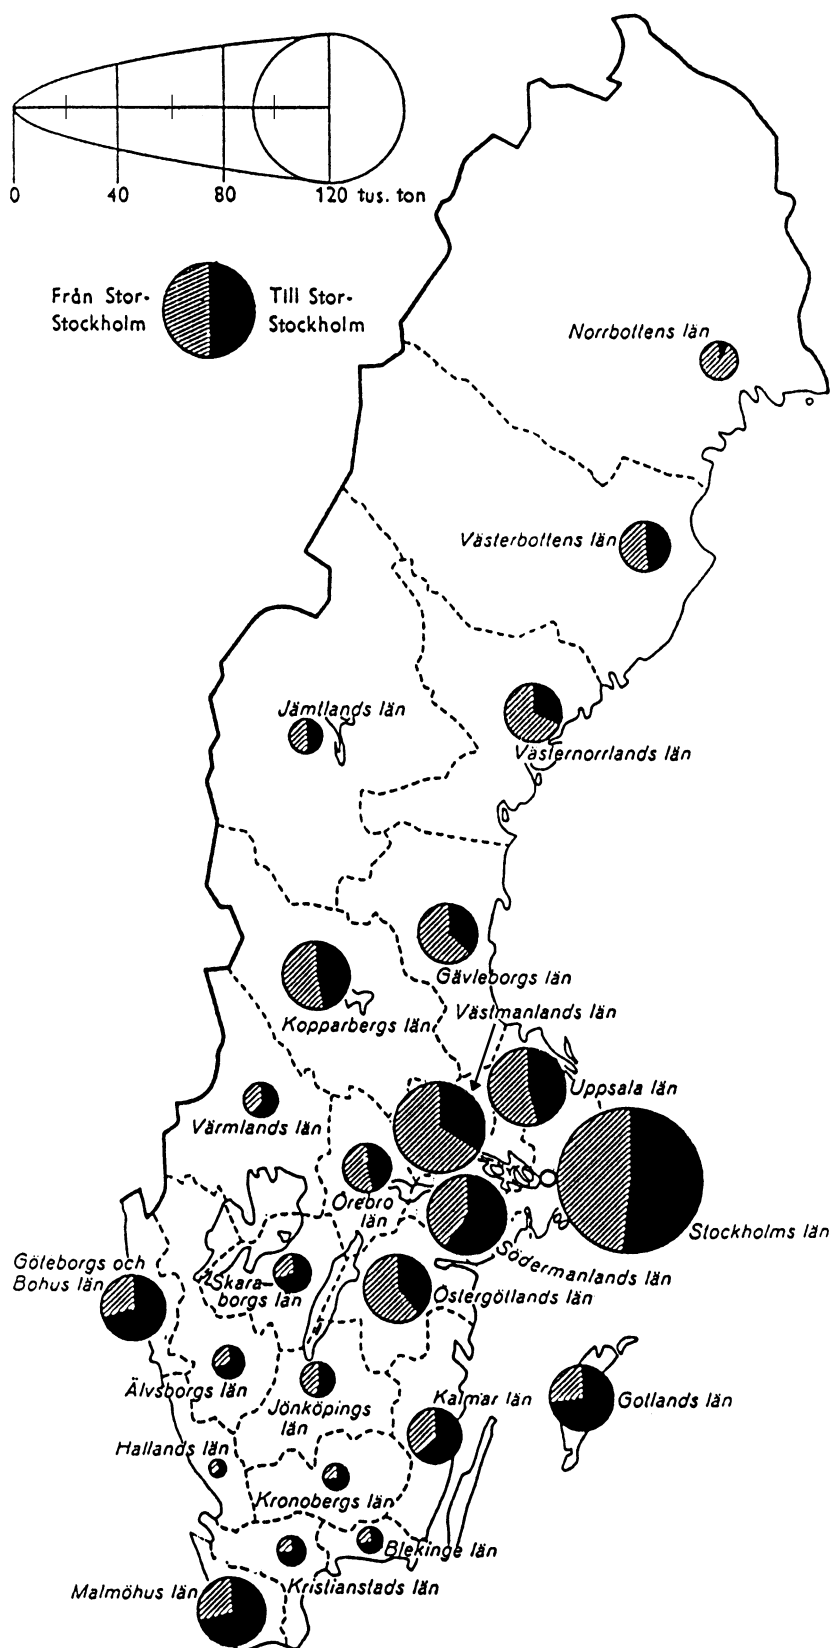 0 40 80 120 tus. ton
Från Stor-
Stockholm
Till Stor-
Stockholm
Norrbottens län
Västerbottens län
Jämtlands län
Västernorrlands län
Gävleborgs län
Västmanlands län
Kopparbergs län
Uppsala län
Värmlands län
Örebro
län
Stockholms län
Södermanlands län
Göteborgs och
Bohus län
Skara-
borgs län
Östergötlands län
Älvsborgs län
Jönköpings
län
Kalmar län
Gotlands län
Hallands län
Kronobergs län
Blekinge län
Kristianstads län
Malmöhus län